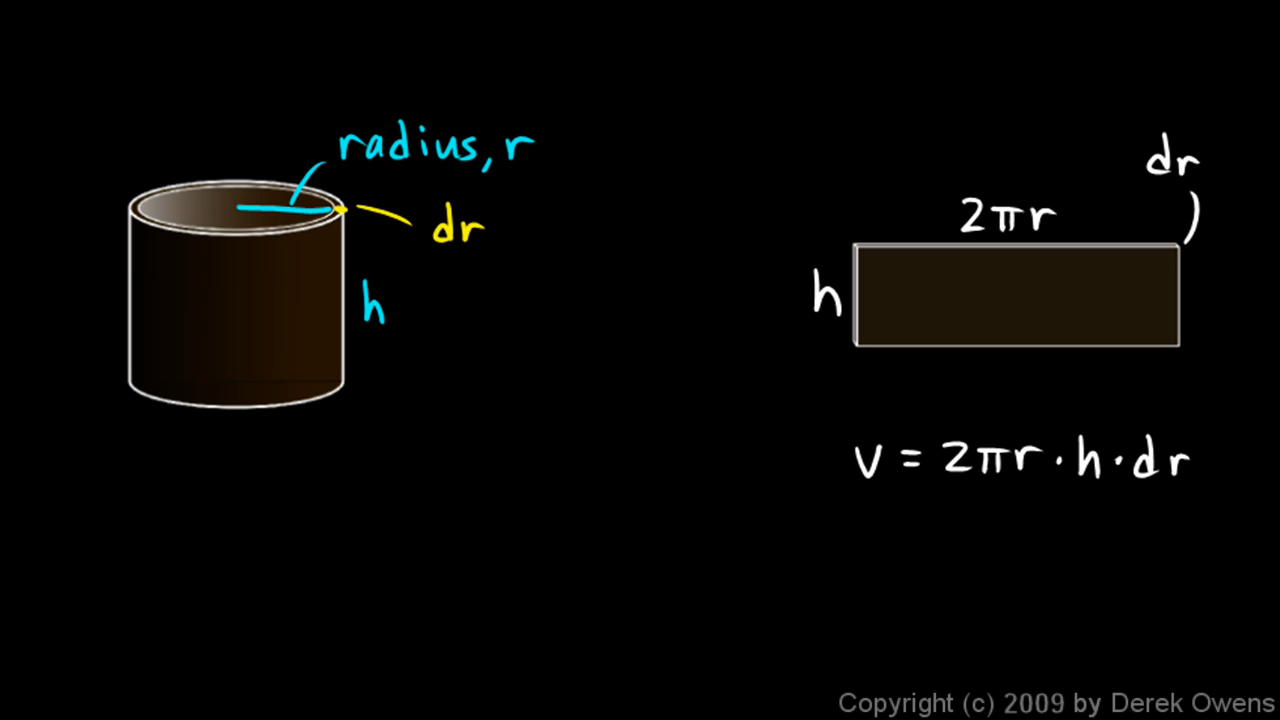 radius, r
dr
h
dr
2πr
h
v = 2πr · h · dr
Copyright (c) 2009 by Derek Owens